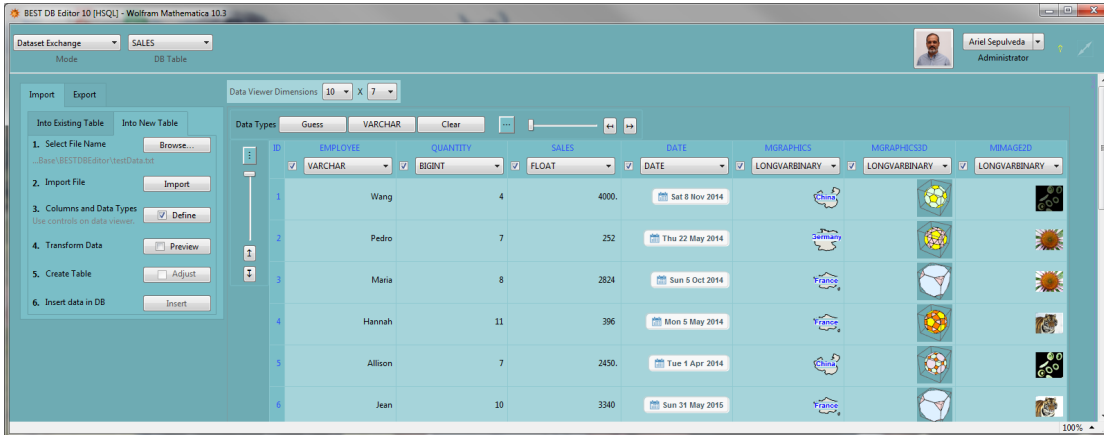 BEST DB Editor 10 [HSQL] - Wolfram Mathematica 10.3
Dataset Exchange SALES
Mode DB Table
Ariel Sepulveda
Administrator
?
Import Export
Data Viewer Dimensions 10 X 7
Into Existing Table Into New Table
1. Select File Name Browse...
...Base\BESTDBEditor\testData.txt
2. Import File Import
3. Columns and Data Types Define
Use controls on data viewer.
4. Transform Data Preview
5. Create Table Adjust
6. Insert data in DB Insert
Data Types Guess VARCHAR Clear ...
ID EMPLOYEE QUANTITY SALES DATE MGRAPHICS MGRAPHICS3D MIMAGE2D
VARCHAR BIGINT FLOAT DATE LONGVARBINARY LONGVARBINARY LONGVARBINARY
1 Wang 4 4000. Sat 8 Nov 2014 China
2 Pedro 7 252 Thu 22 May 2014 Germany
3 Maria 8 2824 Sun 5 Oct 2014 France
4 Hannah 11 396 Mon 5 May 2014 France
5 Allison 7 2450. Tue 1 Apr 2014 China
6 Jean 10 3340 Sun 31 May 2015 France
100%